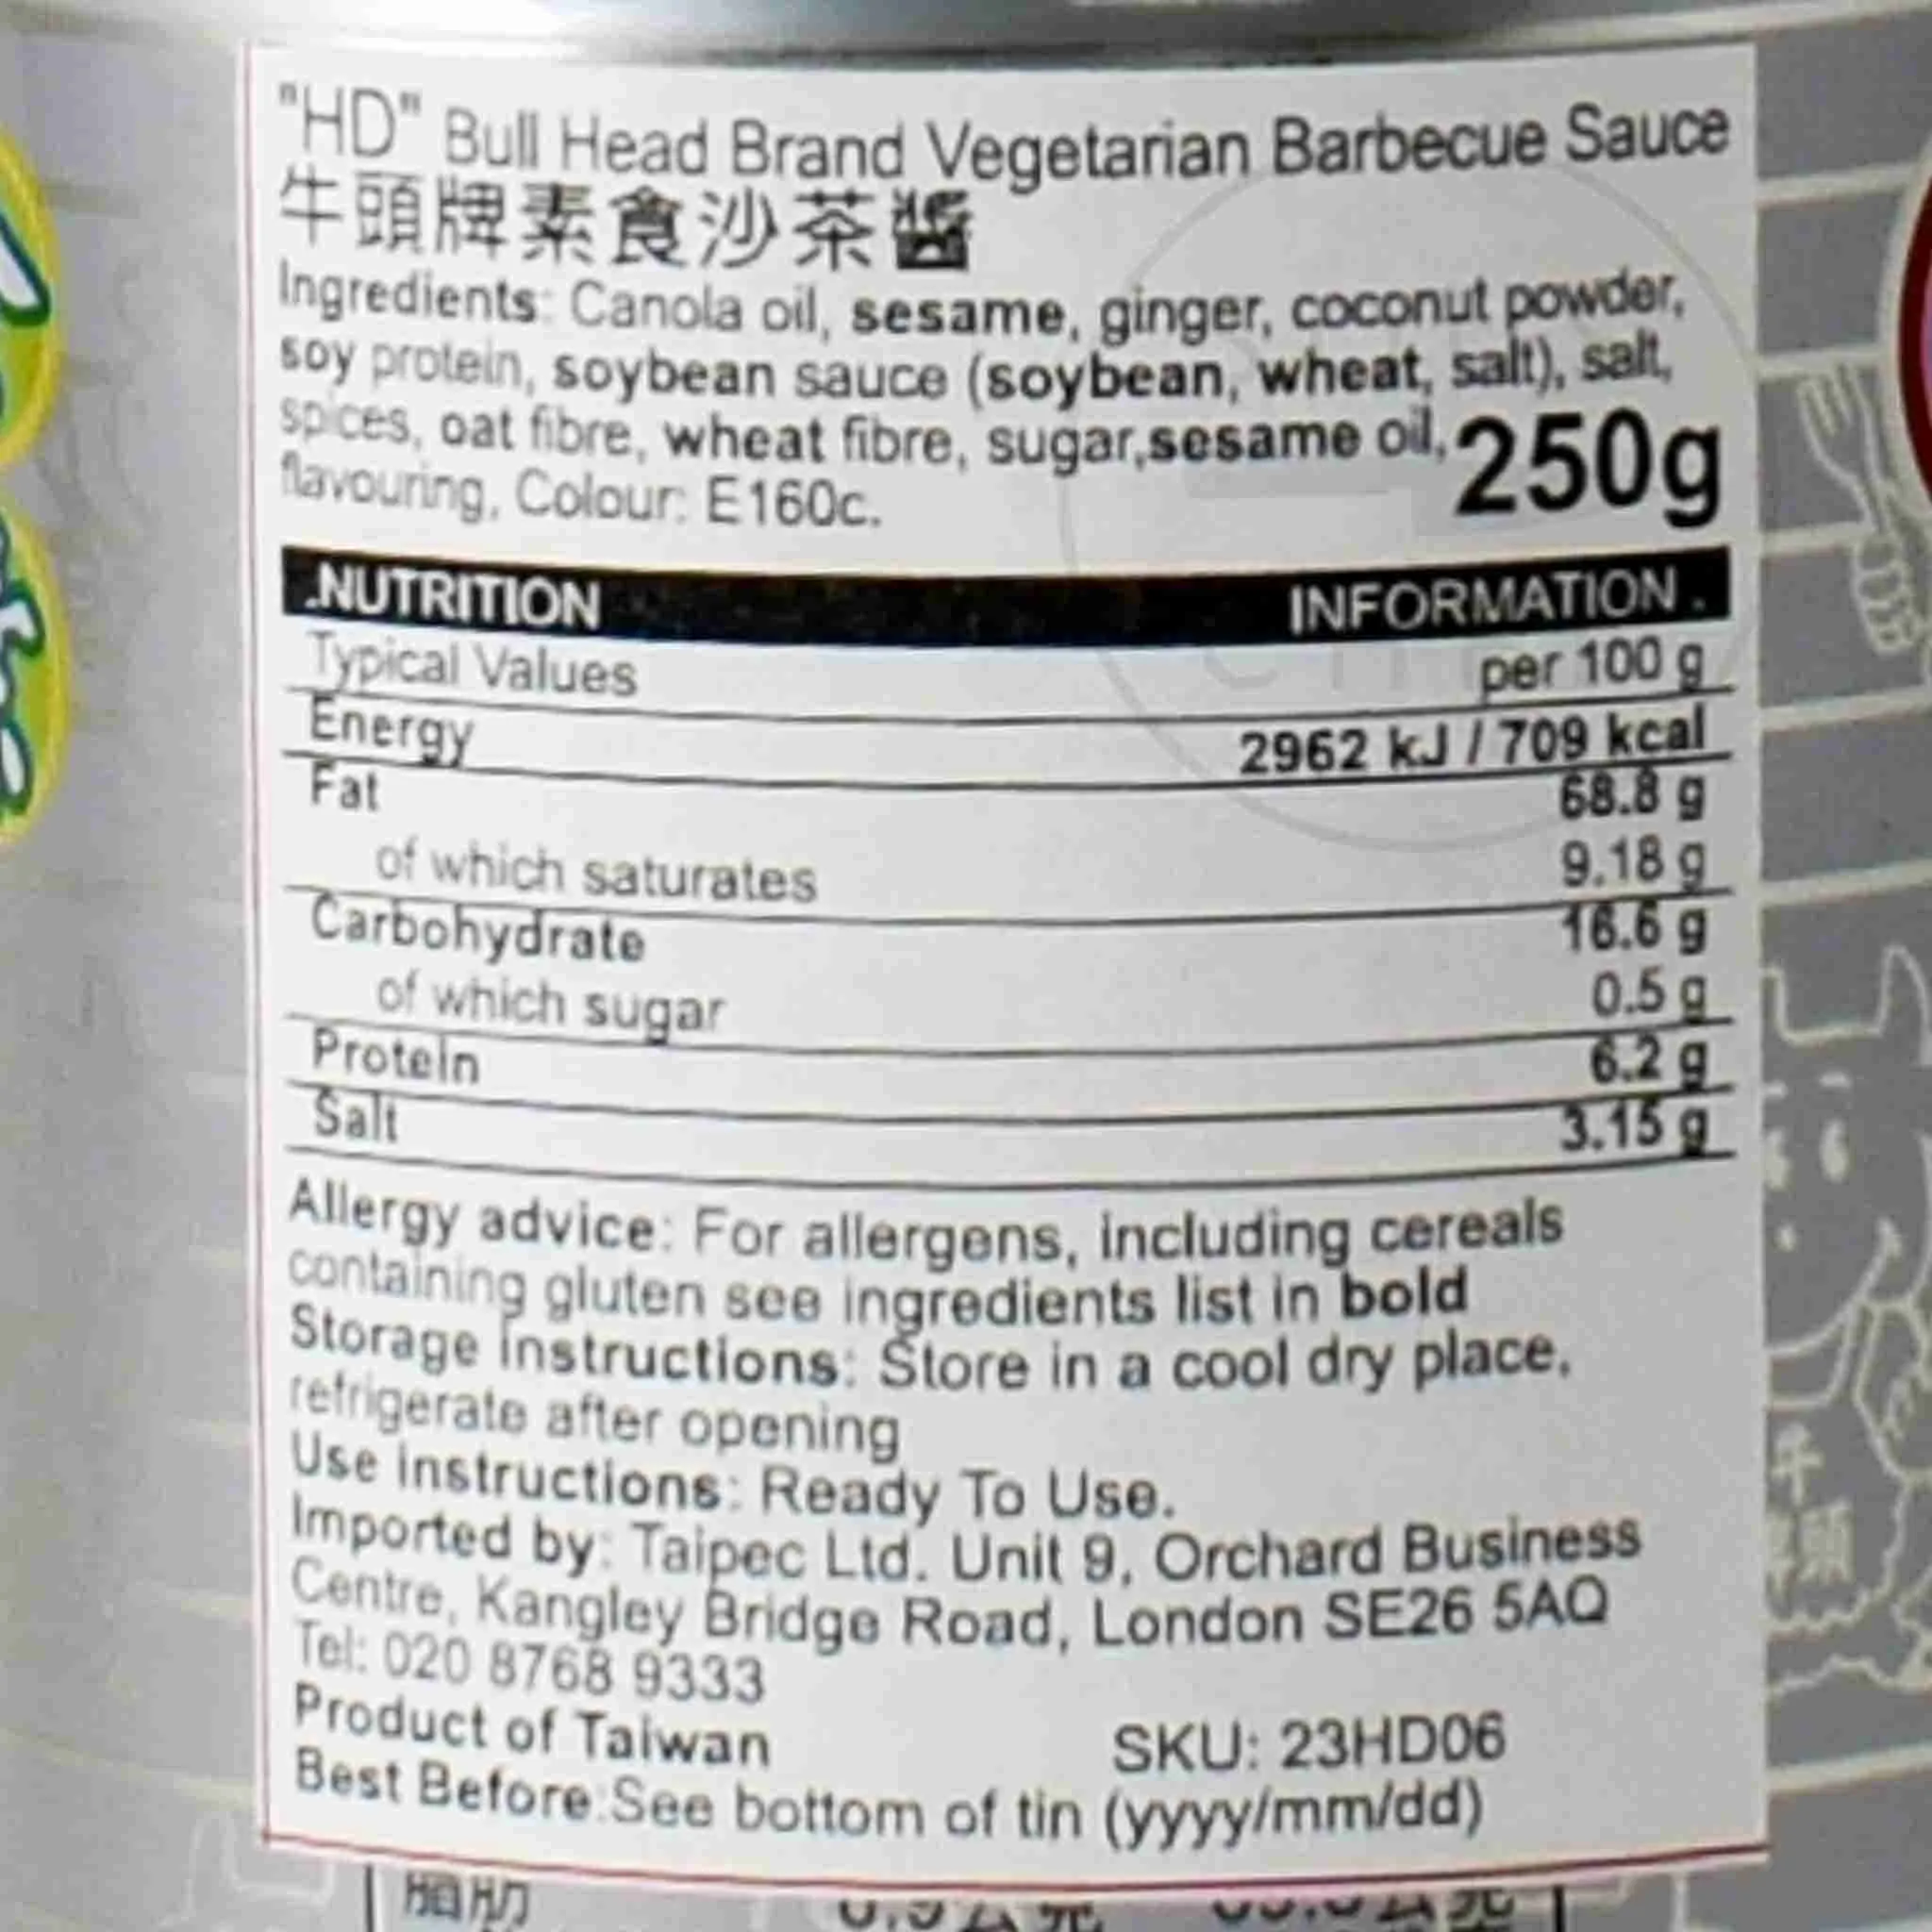 "HD" Bull Head Brand Vegetarian Barbecue Sauce
牛頭牌素食沙茶醬
Ingredients: Canola oil, sesame, ginger, coconut powder,
soy protein, soybean sauce (soybean, wheat, salt), salt,
spices, oat fibre, wheat fibre, sugar,sesame oil,
flavouring, Colour: E160c.
250g
.NUTRITION INFORMATION .
Typical Values per 100 g
Energy 2962 kJ / 709 kcal
Fat 68.8 g
of which saturates 9.18 g
Carbohydrate 16.6 g
of which sugar 0.5 g
Protein 6.2 g
Salt 3.15 g
Allergy advice: For allergens, including cereals
containing gluten see ingredients list in bold
Storage instructions: Store in a cool dry place,
refrigerate after opening
Use instructions: Ready To Use.
Imported by: Taipec Ltd. Unit 9, Orchard Business
Centre, Kangley Bridge Road, London SE26 5AQ
Tel: 020 8768 9333
Product of Taiwan SKU: 23HD06
Best Before:See bottom of tin (yyyy/mm/dd)
牛
頭
脂肪